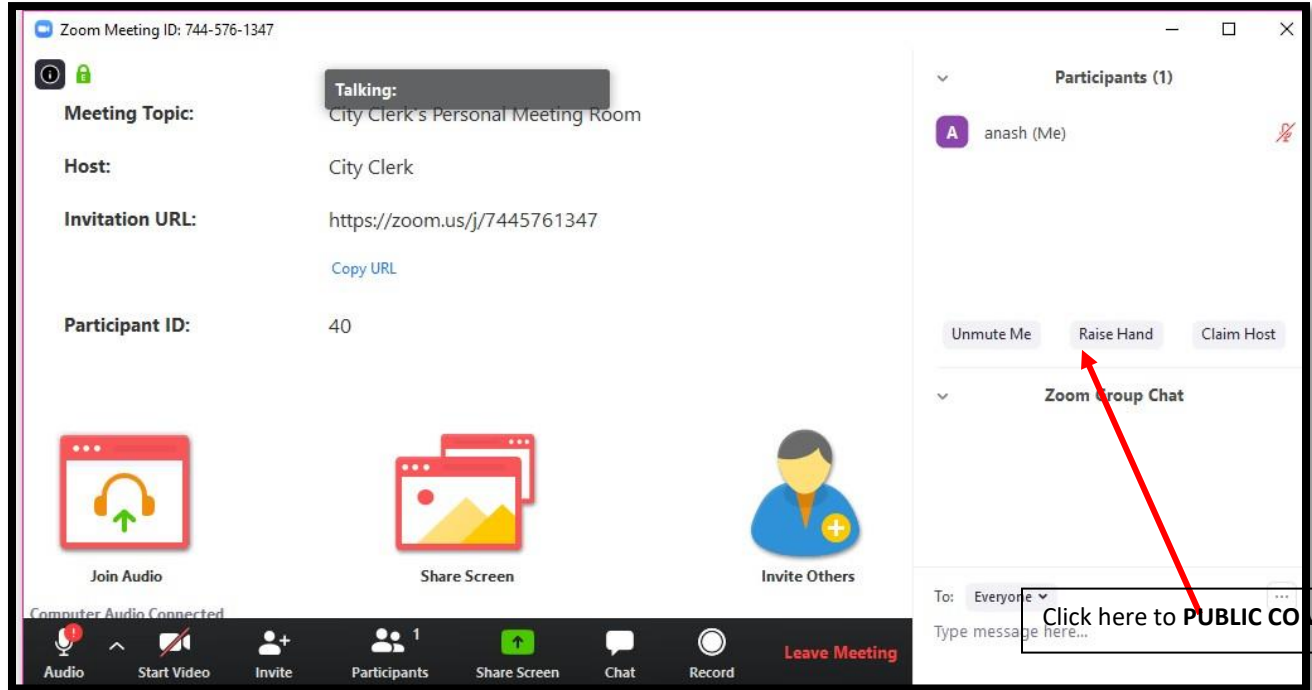 Zoom Meeting ID: 744-576-1347
Talking:
Meeting Topic: City Clerk's Personal Meeting Room
Host: City Clerk
Invitation URL: https://zoom.us/j/7445761347
Copy URL
Participant ID: 40
Join Audio Share Screen Invite Others
Computer Audio Connected
Audio Start Video Invite Participants 1 Share Screen Chat Record Leave Meeting
Participants (1)
A anash (Me)
Unmute Me Raise Hand Claim Host
Zoom Group Chat
To: Everyone
Type message here...
Click here to PUBLIC CO